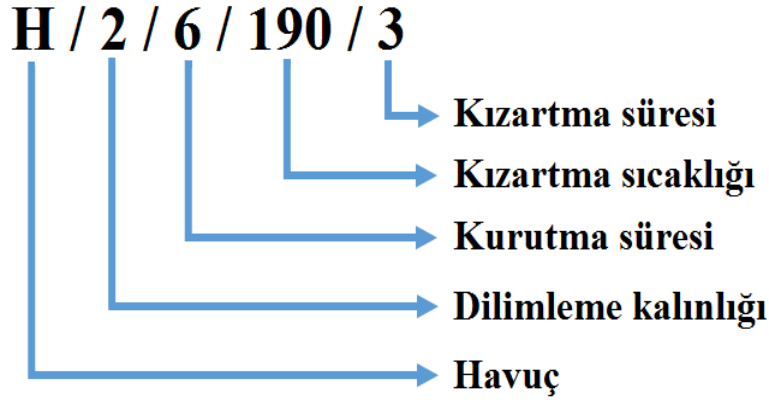 H / 2 / 6 / 190 / 3
Kızartma süresi
Kızartma sıcaklığı
Kurutma süresi
Dilimleme kalınlığı
Havuç